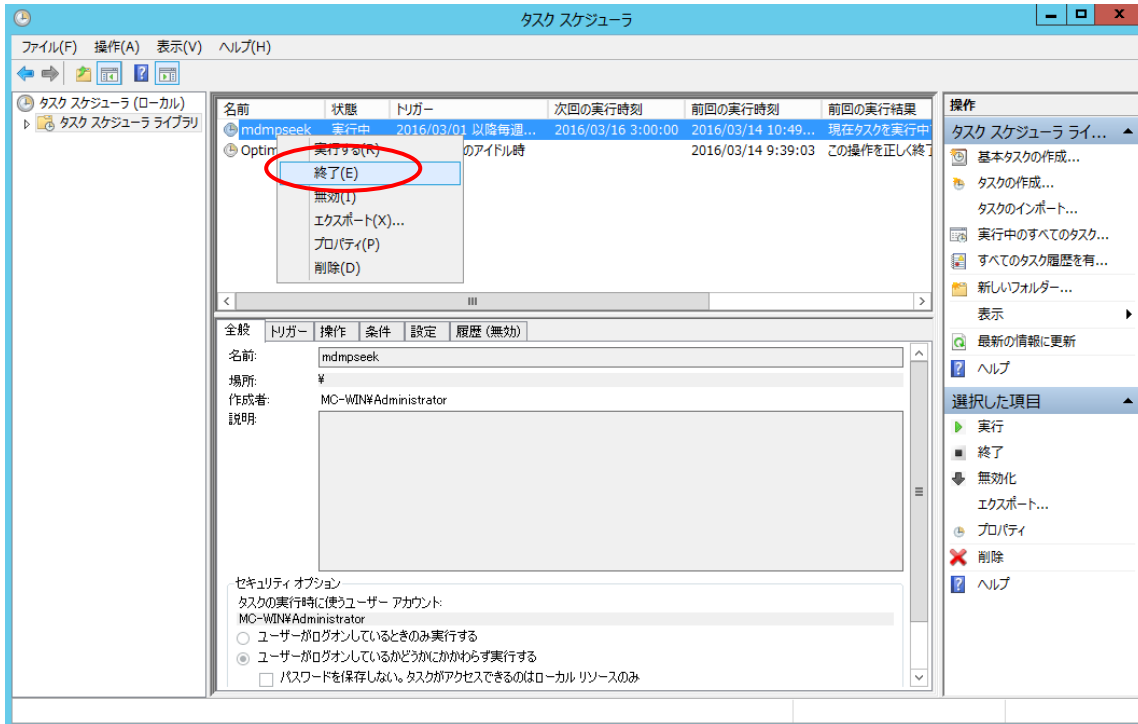 タスク スケジューラ
ファイル(F) 操作(A) 表示(V) ヘルプ(H)
タスク スケジューラ (ローカル)
タスク スケジューラ ライブラリ
名前 状態 トリガー 次回の実行時刻 前回の実行時刻 前回の実行結果
mdmpseek 実行中 2016/03/01 以降毎週... 2016/03/16 3:00:00 2016/03/14 10:49... 現在タスクを実行中
Optim のアイドル時 2016/03/14 9:39:03 この操作を正しく終了
実行する(R)
終了(E)
無効(I)
エクスポート(X)...
プロパティ(P)
削除(D)
全般 トリガー 操作 条件 設定 履歴 (無効)
名前: mdmpseek
場所: ¥
作成者: MC-WIN¥Administrator
説明:
セキュリティ オプション
タスクの実行時に使うユーザー アカウント:
MC-WIN¥Administrator
ユーザーがログオンしているときのみ実行する
ユーザーがログオンしているかどうかにかかわらず実行する
パスワードを保存しない。タスクがアクセスできるのはローカル リソースのみ
操作
タスク スケジューラ ライ...
基本タスクの作成...
タスクの作成...
タスクのインポート...
実行中のすべてのタスク...
すべてのタスク履歴を有...
新しいフォルダー...
表示
最新の情報に更新
ヘルプ
選択した項目
実行
終了
無効化
エクスポート...
プロパティ
削除
ヘルプ